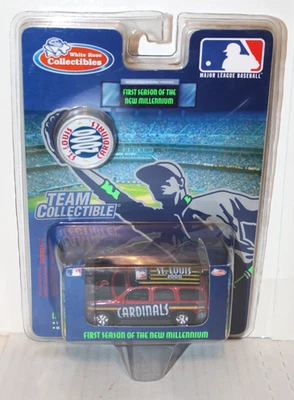 White Rose
Collectibles
MAJOR LEAGUE BASEBALL®
FIRST SEASON OF THE
NEW MILLENNIUM
ST. LOUIS
2000
CARDINALS
TEAM
COLLECTIBLE
ST. LOUIS
2000
CARDINALS
FIRST SEASON OF THE NEW MILLENNIUM